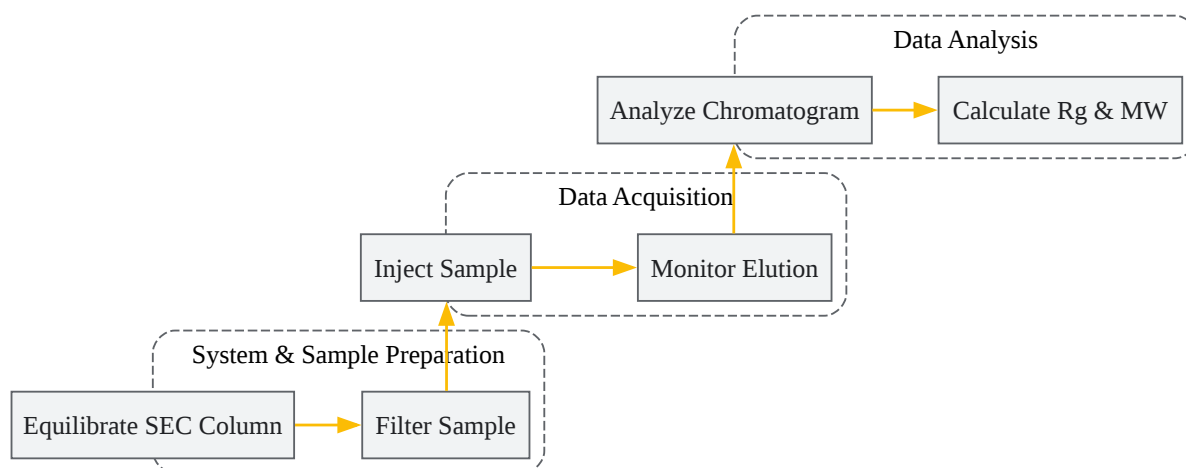 Data Analysis
Analyze Chromatogram
Calculate Rg & MW
Data Acquisition
Inject Sample
Monitor Elution
System & Sample Preparation
Equilibrate SEC Column
Filter Sample